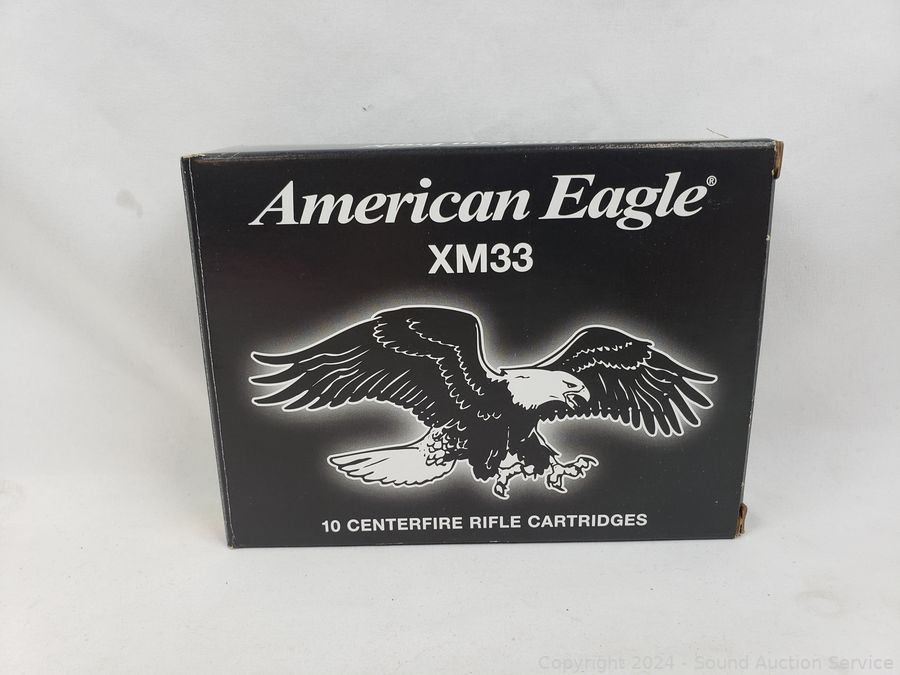 American Eagle®
XM33
10 CENTERFIRE RIFLE CARTRIDGES
Copyright 2024 - Sound Auction Service